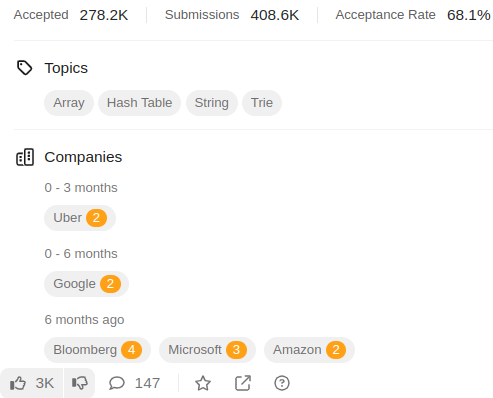 Accepted 278.2K Submissions 408.6K Acceptance Rate 68.1%
Topics
Array Hash Table String Trie
Companies
0 - 3 months
Uber 2
0 - 6 months
Google 2
6 months ago
Bloomberg 4 Microsoft 3 Amazon 2
3K 147